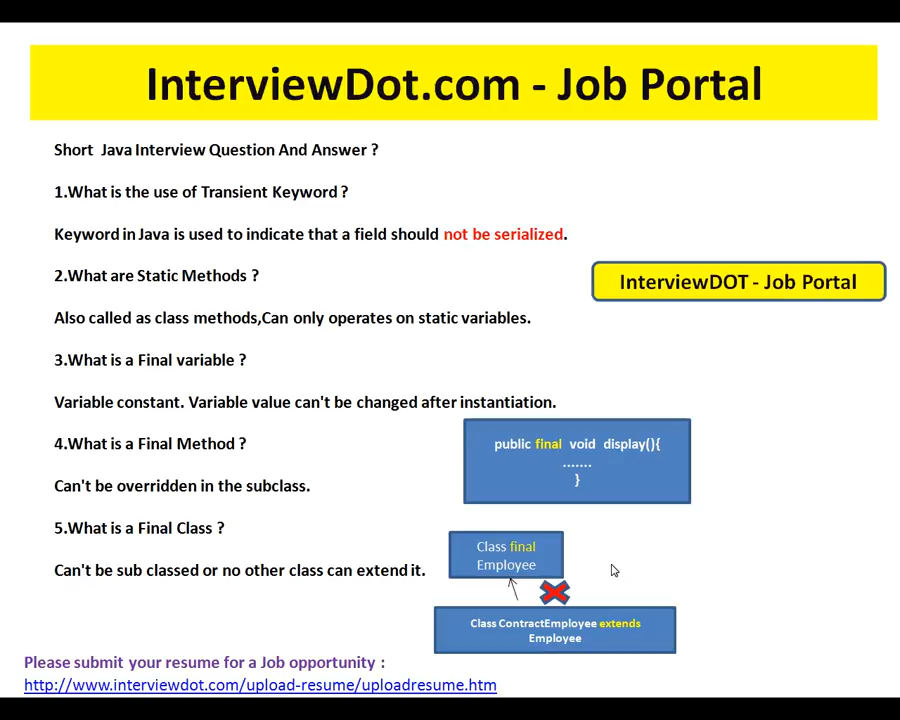 InterviewDot.com - Job Portal
Short Java Interview Question And Answer ?
1.What is the use of Transient Keyword ?
Keyword in Java is used to indicate that a field should not be serialized.
2.What are Static Methods ?
InterviewDOT - Job Portal
Also called as class methods,Can only operates on static variables.
3.What is a Final variable ?
Variable constant. Variable value can't be changed after instantiation.
4.What is a Final Method ?
public final void display(){
.......
}
Can't be overridden in the subclass.
5.What is a Final Class ?
Class final
Employee
Can't be sub classed or no other class can extend it.
Class ContractEmployee extends
Employee
Please submit your resume for a Job opportunity :
http://www.interviewdot.com/upload-resume/uploadresume.htm